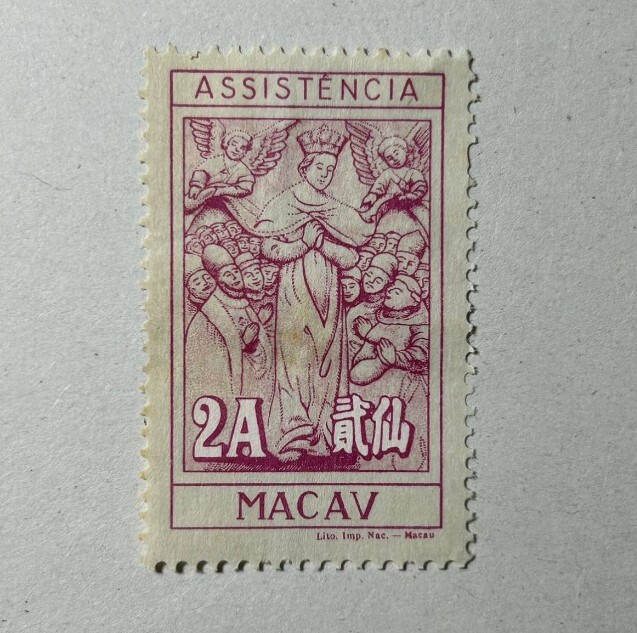 ASSISTÊNCIA
2A 貳仙
MACAV
Lito. Imp. Nac. — Macau